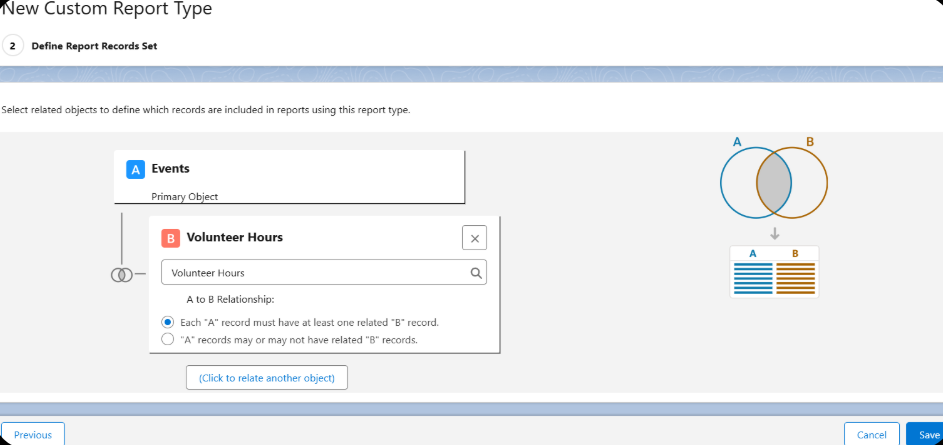 New Custom Report Type
2 Define Report Records Set
Select related objects to define which records are included in reports using this report type.
A Events
Primary Object
B Volunteer Hours
Volunteer Hours
A to B Relationship:
Each "A" record must have at least one related "B" record.
"A" records may or may not have related "B" records.
(Click to relate another object)
A B
A B
Previous Cancel Save